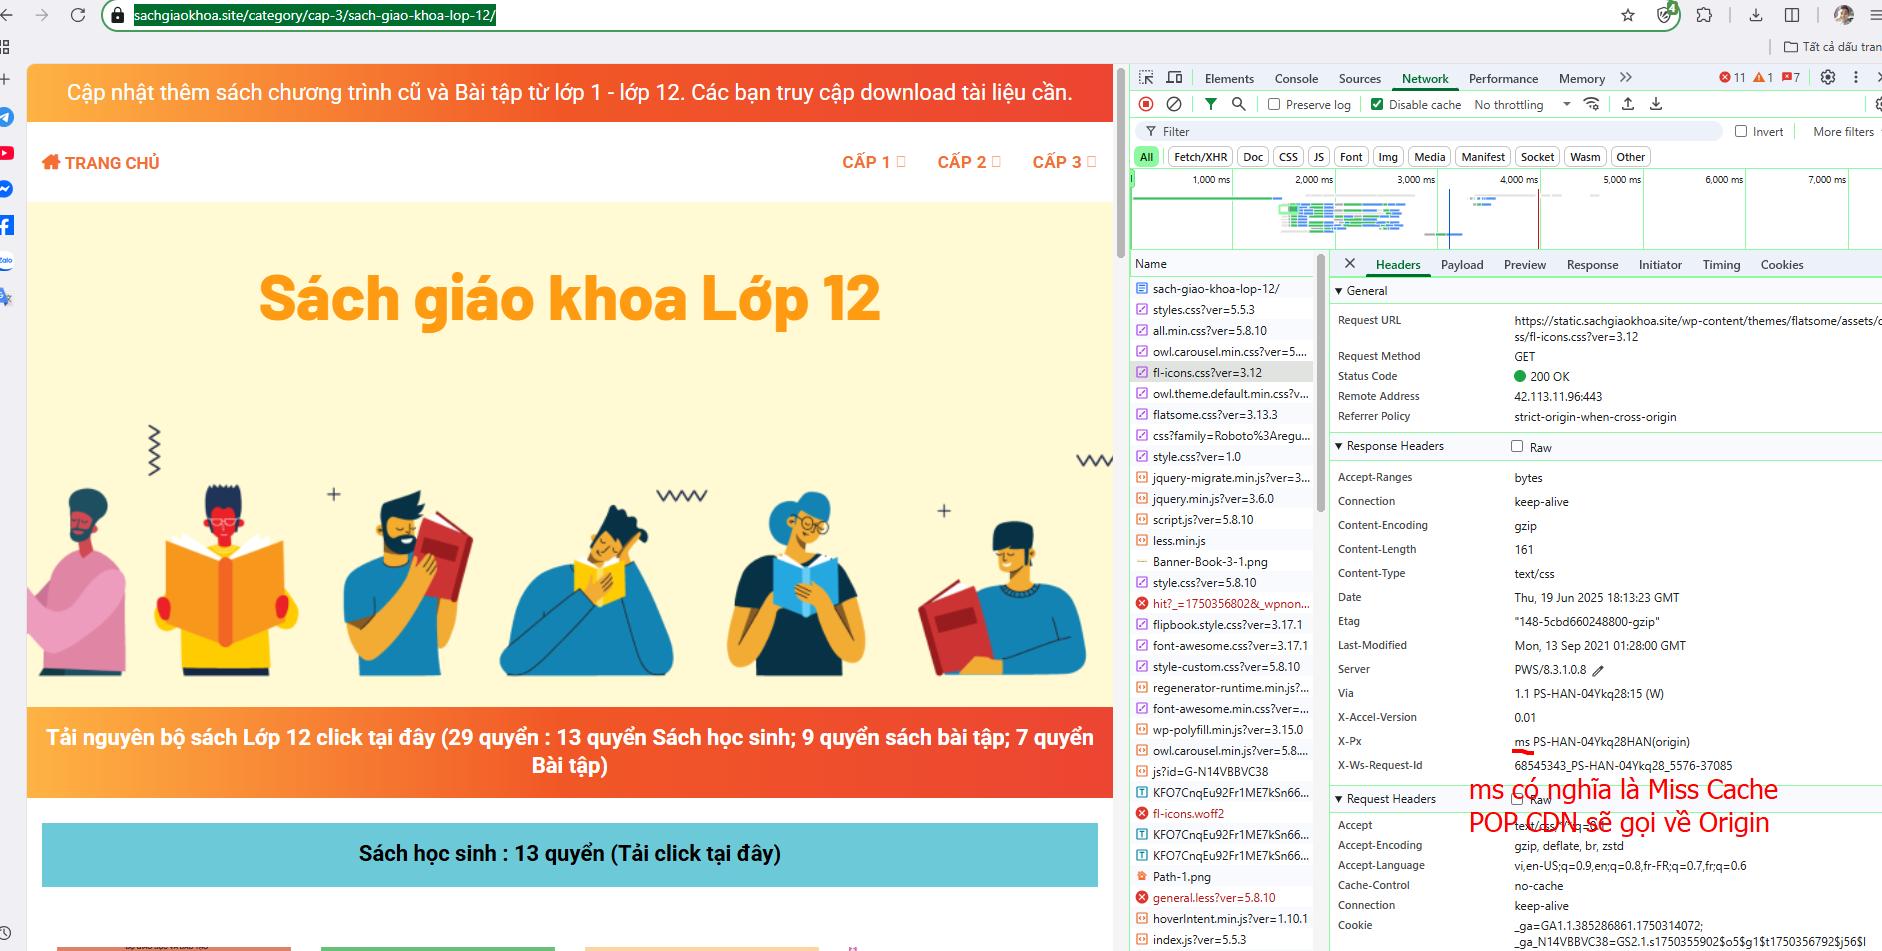 sachgiaokhoa.site/category/cap-3/sach-giao-khoa-lop-12/
4
Tất cả dấu tran
Cập nhật thêm sách chương trình cũ và Bài tập từ lớp 1 - lớp 12. Các bạn truy cập download tài liệu cần.
TRANG CHỦ
CẤP 1
CẤP 2
CẤP 3
Sách giáo khoa Lớp 12
Tải nguyên bộ sách Lớp 12 click tại đây (29 quyển : 13 quyển Sách học sinh; 9 quyển sách bài tập; 7 quyển
Bài tập)
Sách học sinh : 13 quyển (Tải click tại đây)
Elements Console Sources Network Performance Memory
11 1 7
Preserve log Disable cache No throttling
Filter Invert More filters
All Fetch/XHR Doc CSS JS Font Img Media Manifest Socket Wasm Other
1,000 ms 2,000 ms 3,000 ms 4,000 ms 5,000 ms 6,000 ms 7,000 ms
Name
sach-giao-khoa-lop-12/
styles.css?ver=5.5.3
all.min.css?ver=5.8.10
owl.carousel.min.css?ver=5....
fl-icons.css?ver=3.12
owl.theme.default.min.css?v...
flatsome.css?ver=3.13.3
css?family=Roboto%3Aregu...
style.css?ver=1.0
jquery-migrate.min.js?ver=3...
jquery.min.js?ver=3.6.0
script.js?ver=5.8.10
less.min.js
Banner-Book-3-1.png
style.css?ver=5.8.10
hit?_=1750356802&_wpnon...
flipbook.style.css?ver=3.17.1
font-awesome.css?ver=3.17.1
style-custom.css?ver=5.8.10
regenerator-runtime.min.js?...
font-awesome.min.js?ver=5...
wp-polyfill.min.js?ver=3.15.0
owl.carousel.min.js?ver=5.8....
js?id=G-N14VBBVC38
KFO7CnqEu92Fr1ME7kSn66...
fl-icons.woff2
KFO7CnqEu92Fr1ME7kSn66...
KFO7CnqEu92Fr1ME7kSn66...
Path-1.png
general.less?ver=5.8.10
hoverIntent.min.js?ver=1.10.1
index.js?ver=5.5.3
Headers Payload Preview Response Initiator Timing Cookies
General
Request URL https://static.sachgiaokhoa.site/wp-content/themes/flatsome/assets/c
ss/fl-icons.css?ver=3.12
Request Method GET
Status Code 200 OK
Remote Address 42.113.11.96:443
Referrer Policy strict-origin-when-cross-origin
Response Headers Raw
Accept-Ranges bytes
Connection keep-alive
Content-Encoding gzip
Content-Length 161
Content-Type text/css
Date Thu, 19 Jun 2025 18:13:23 GMT
Etag "148-5cbd660248800-gzip"
Last-Modified Mon, 13 Sep 2021 01:28:00 GMT
Server PWS/8.3.1.0.8
Via 1.1 PS-HAN-04Ykq28:15 (W)
X-Accel-Version 0.01
X-Px ms PS-HAN-04Ykq28HAN(origin)
X-Ws-Request-Id 68545343_PS-HAN-04Ykq28_5576-37085
ms có nghĩa là Miss Cache
Request Headers Raw
POP CDN sẽ gọi về Origin
Accept
Accept-Encoding gzip, deflate, br, zstd
Accept-Language vi,en-US;q=0.9,en;q=0.8,fr-FR;q=0.7,fr;q=0.6
Cache-Control no-cache
Connection keep-alive
Cookie _ga=GA1.1.385286861.1750314072;
_ga_N14VBBVC38=GS2.1.s1750355902$o5$g1$t1750356792$j56$l